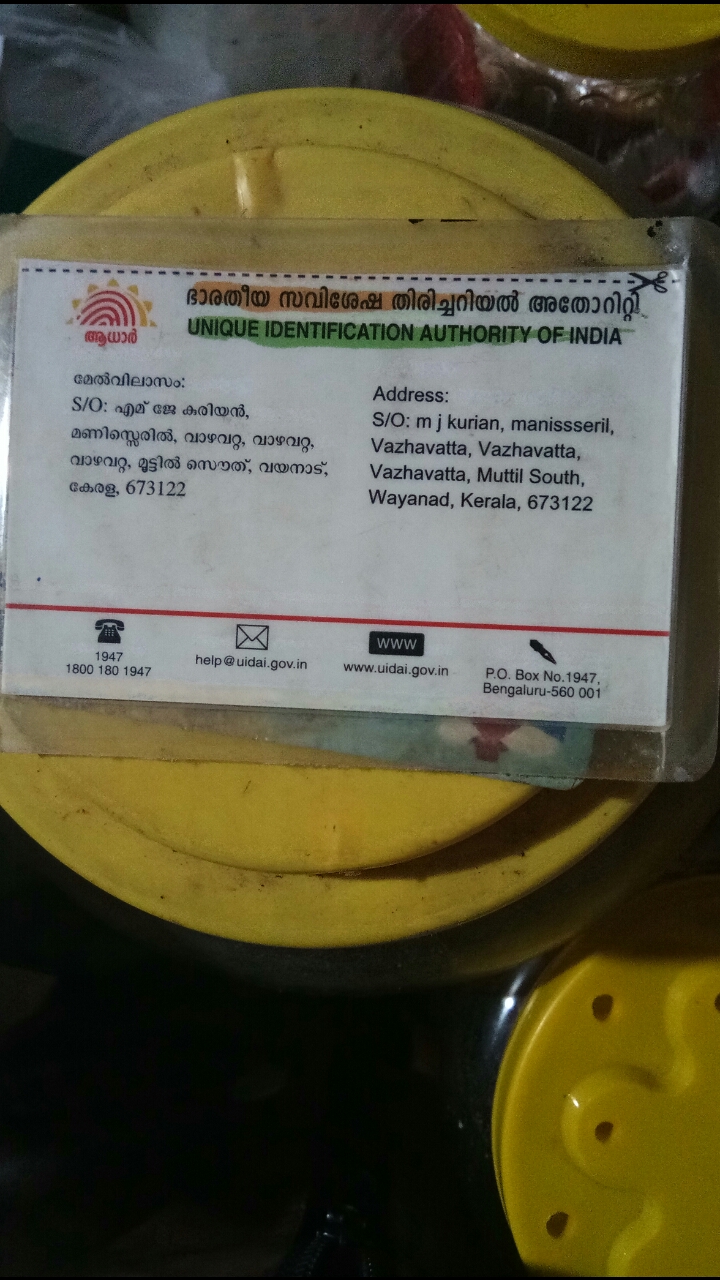 ഭാരതീയ സവിശേഷ തിരിച്ചറിയൽ അതോറിറ്റി
UNIQUE IDENTIFICATION AUTHORITY OF INDIA
ആധാർ
മേൽവിലാസം:
S/O: എമ് ജേ കുരിയൻ,
മണിസ്സെരിൽ, വാഴവറ്റ, വാഴവറ്റ,
വാഴവറ്റ, മുട്ടിൽ സൌത്, വയനാട്,
കേരള, 673122
Address:
S/O: m j kurian, manissseril,
Vazhavatta, Vazhavatta,
Vazhavatta, Muttil South,
Wayanad, Kerala, 673122
1947
1800 180 1947
help@uidai.gov.in
www
www.uidai.gov.in
P.O. Box No.1947,
Bengaluru-560 001